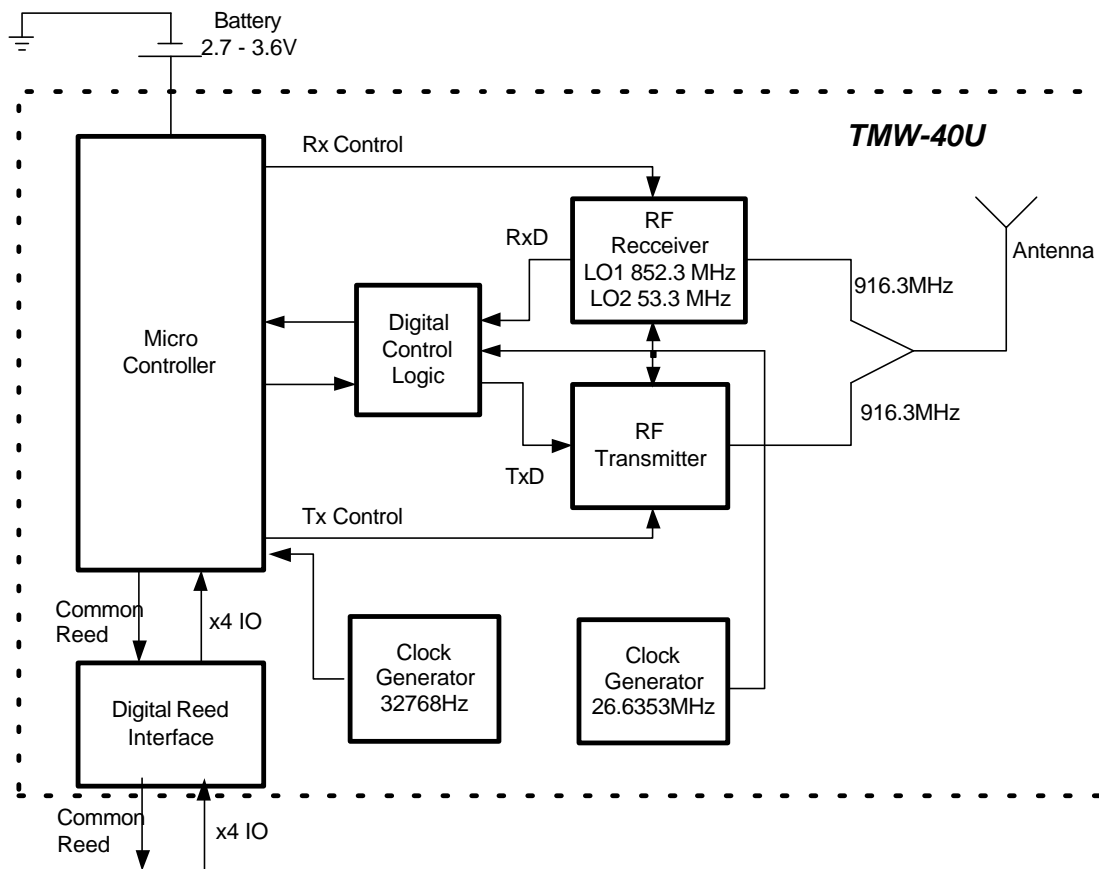 Battery
2.7 - 3.6V
TMW-40U
Rx Control
RF
Recceiver
LO1 852.3 MHz
LO2 53.3 MHz
RxD
Antenna
916.3MHz
Micro
Controller
Digital
Control
Logic
916.3MHz
RF
Transmitter
TxD
Tx Control
Common
Reed
x4 IO
Clock
Generator
32768Hz
Clock
Generator
26.6353MHz
Digital Reed
Interface
Common
Reed
x4 IO